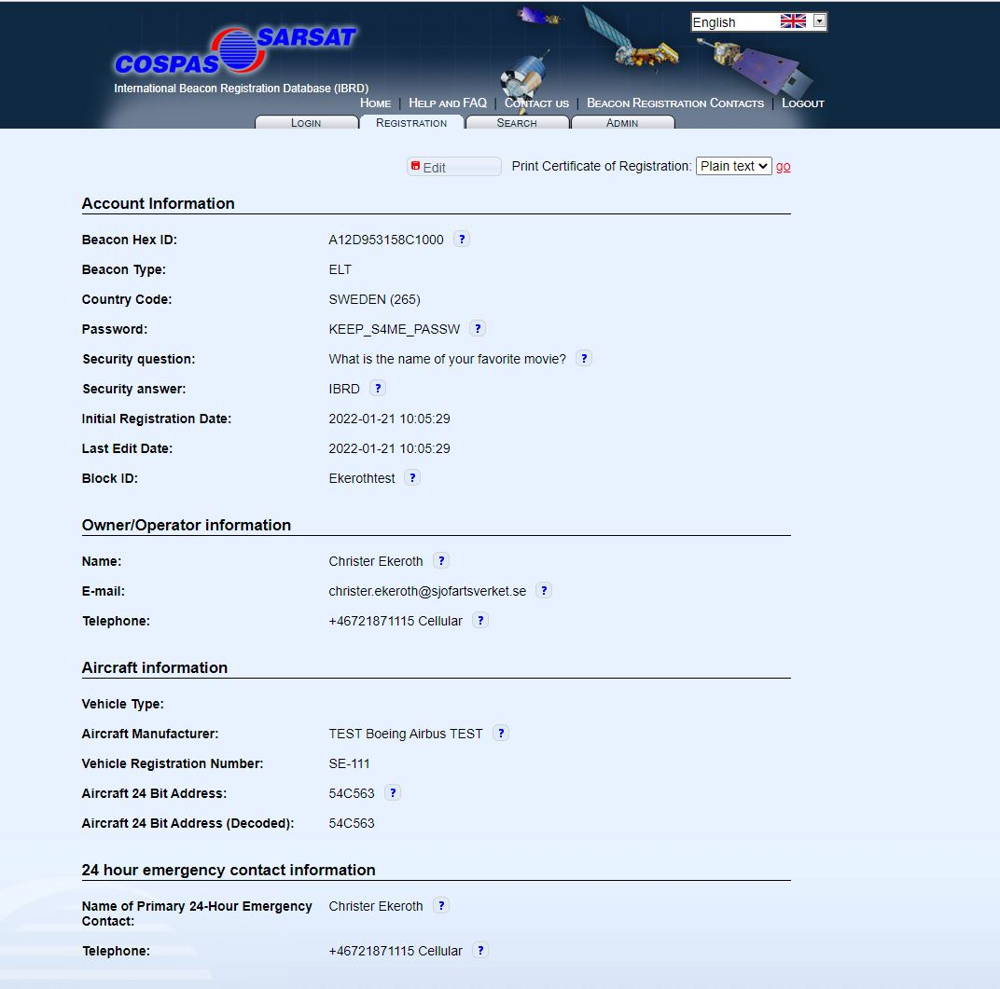 COSPAS SARSAT
English
International Beacon Registration Database (IBRD)
HOME | HELP AND FAQ | CONTACT US | BEACON REGISTRATION CONTACTS | LOGOUT
LOGIN REGISTRATION SEARCH ADMIN
Edit Print Certificate of Registration: Plain text go
Account Information
Beacon Hex ID: A12D953158C1000 ?
Beacon Type: ELT
Country Code: SWEDEN (265)
Password: KEEP_S4ME_PASSW ?
Security question: What is the name of your favorite movie? ?
Security answer: IBRD ?
Initial Registration Date: 2022-01-21 10:05:29
Last Edit Date: 2022-01-21 10:05:29
Block ID: Ekerothtest ?
Owner/Operator information
Name: Christer Ekeroth ?
E-mail: christer.ekeroth@sjofartsverket.se ?
Telephone: +46721871115 Cellular ?
Aircraft information
Vehicle Type:
Aircraft Manufacturer: TEST Boeing Airbus TEST ?
Vehicle Registration Number: SE-111
Aircraft 24 Bit Address: 54C563 ?
Aircraft 24 Bit Address (Decoded): 54C563
24 hour emergency contact information
Name of Primary 24-Hour Emergency Christer Ekeroth ?
Contact:
Telephone: +46721871115 Cellular ?